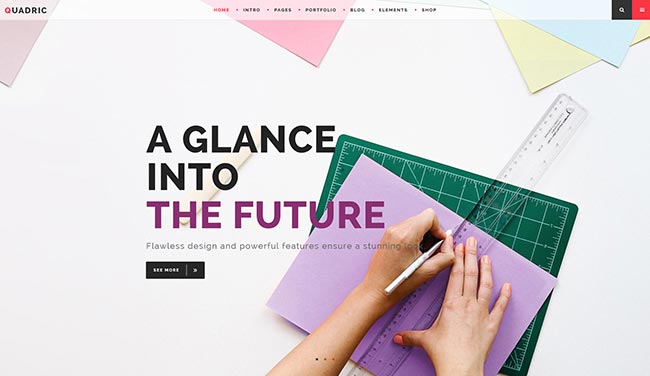 QUADRIC
HOME • INTRO • PAGES • PORTFOLIO • BLOG • ELEMENTS • SHOP
A GLANCE
INTO
THE FUTURE
Flawless design and powerful features ensure a stunning look.
SEE MORE »